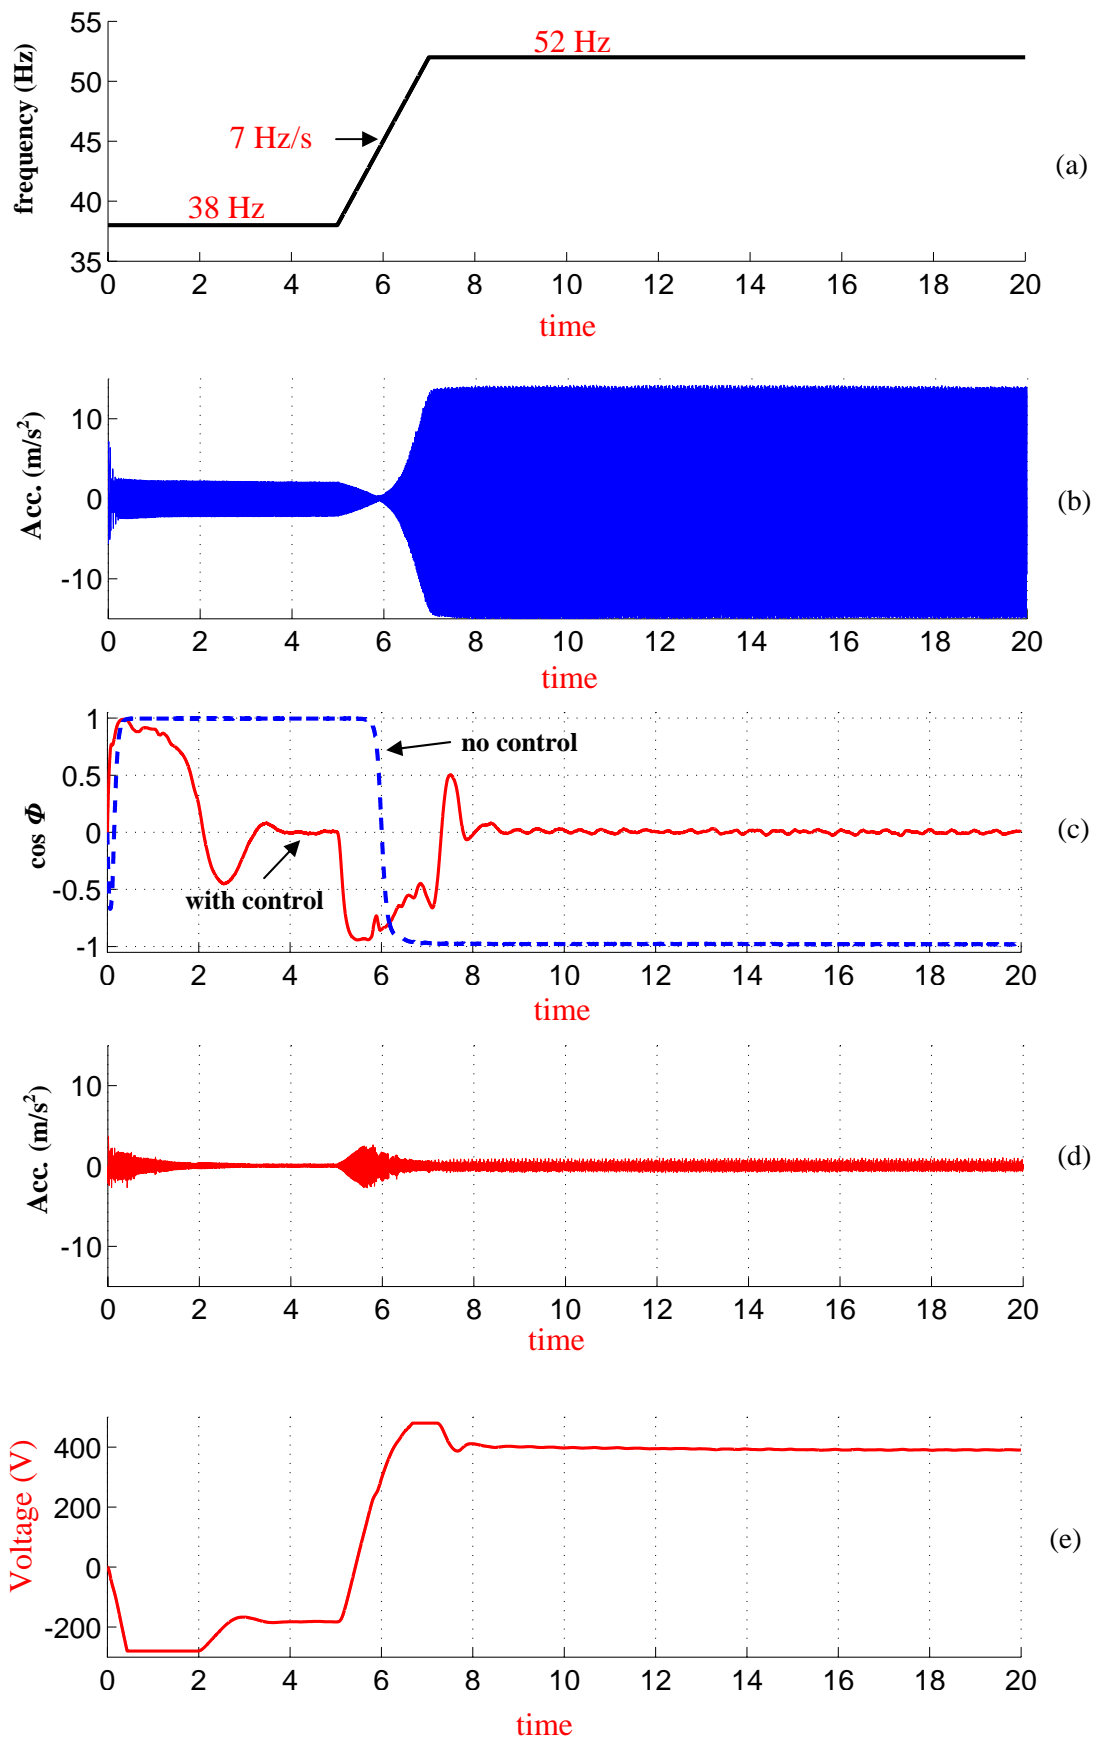 frequency (Hz)
55
50
45
40
35
52 Hz
7 Hz/s
38 Hz
0 2 4 6 8 10 12 14 16 18 20
time
(a)
Acc. (m/s²)
10
0
-10
0 2 4 6 8 10 12 14 16 18 20
time
(b)
cos Φ
1
0.5
0
-0.5
-1
no control
with control
0 2 4 6 8 10 12 14 16 18 20
time
(c)
Acc. (m/s²)
10
0
-10
0 2 4 6 8 10 12 14 16 18 20
time
(d)
Voltage (V)
400
200
0
-200
0 2 4 6 8 10 12 14 16 18 20
time
(e)